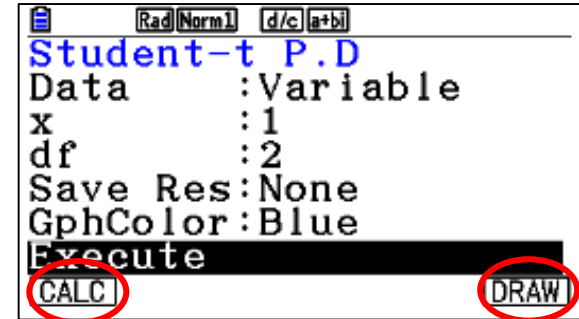 Rad Norm1 d/c a+bi
Student-t P.D
Data :Variable
x :1
df :2
Save Res:None
GphColor:Blue
Execute
CALC DRAW